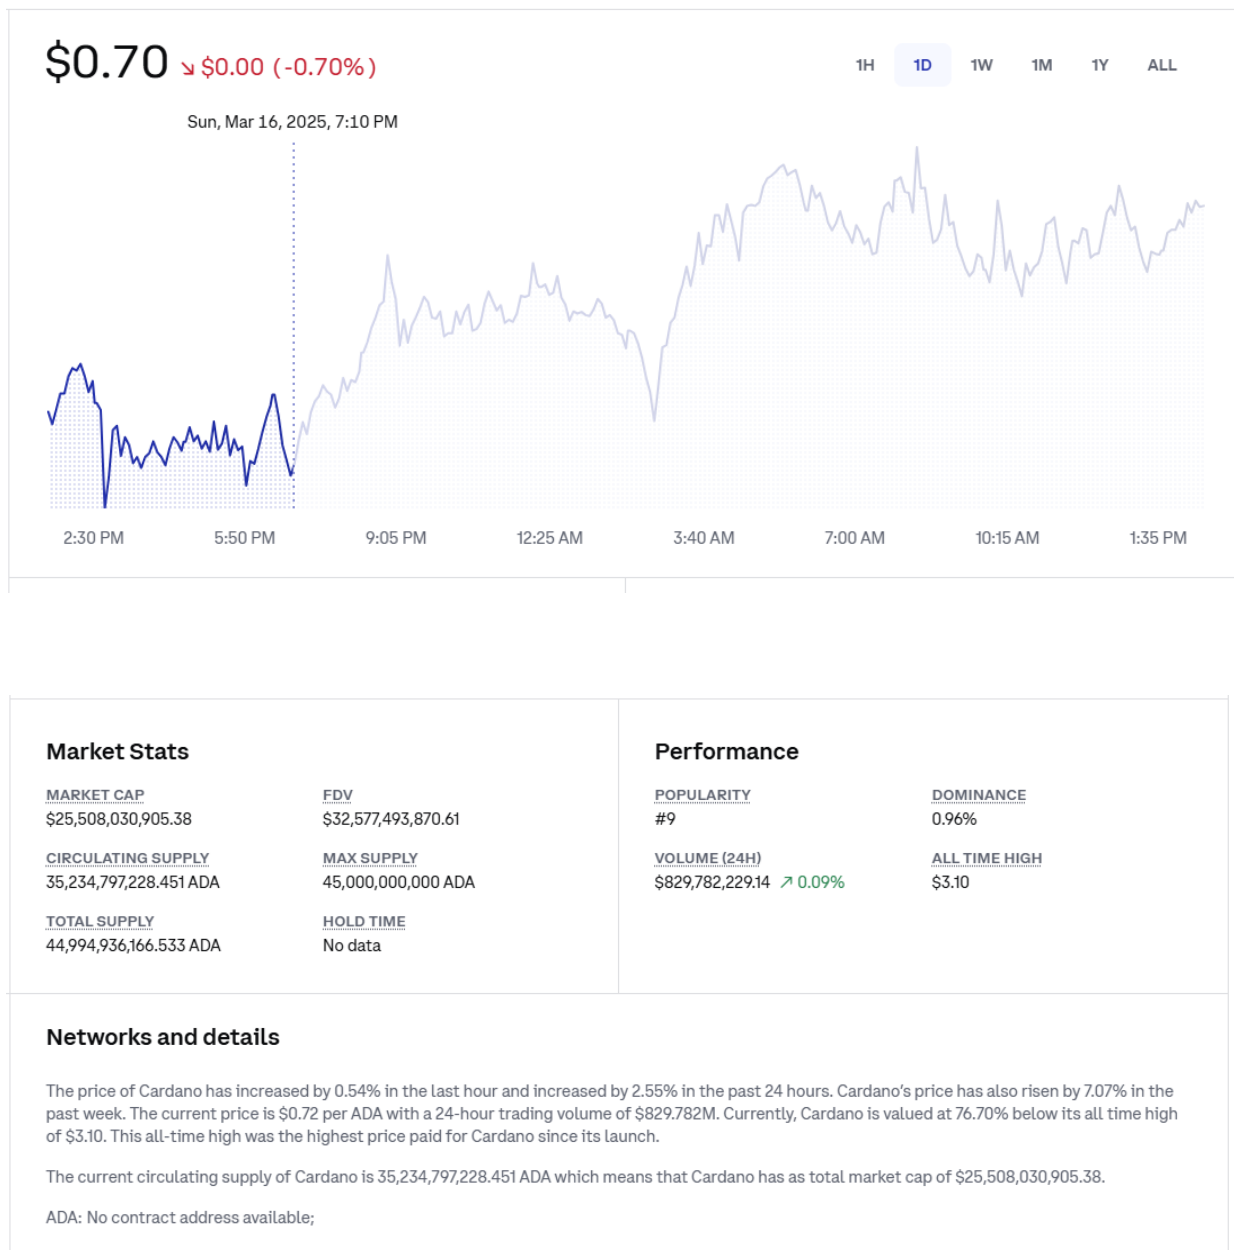 $0.70 ↘ $0.00 (-0.70%)
1H 1D 1W 1M 1Y ALL
Sun, Mar 16, 2025, 7:10 PM
2:30 PM 5:50 PM 9:05 PM 12:25 AM 3:40 AM 7:00 AM 10:15 AM 1:35 PM
Market Stats
MARKET CAP FDV
$25,508,030,905.38 $32,577,493,870.61
CIRCULATING SUPPLY MAX SUPPLY
35,234,797,228.451 ADA 45,000,000,000 ADA
TOTAL SUPPLY HOLD TIME
44,994,936,166.533 ADA No data
Performance
POPULARITY DOMINANCE
#9 0.96%
VOLUME (24H) ALL TIME HIGH
$829,782,229.14 ↗ 0.09% $3.10
Networks and details
The price of Cardano has increased by 0.54% in the last hour and increased by 2.55% in the past 24 hours. Cardano's price has also risen by 7.07% in the
past week. The current price is $0.72 per ADA with a 24-hour trading volume of $829.782M. Currently, Cardano is valued at 76.70% below its all time high
of $3.10. This all-time high was the highest price paid for Cardano since its launch.
The current circulating supply of Cardano is 35,234,797,228.451 ADA which means that Cardano has as total market cap of $25,508,030,905.38.
ADA: No contract address available;